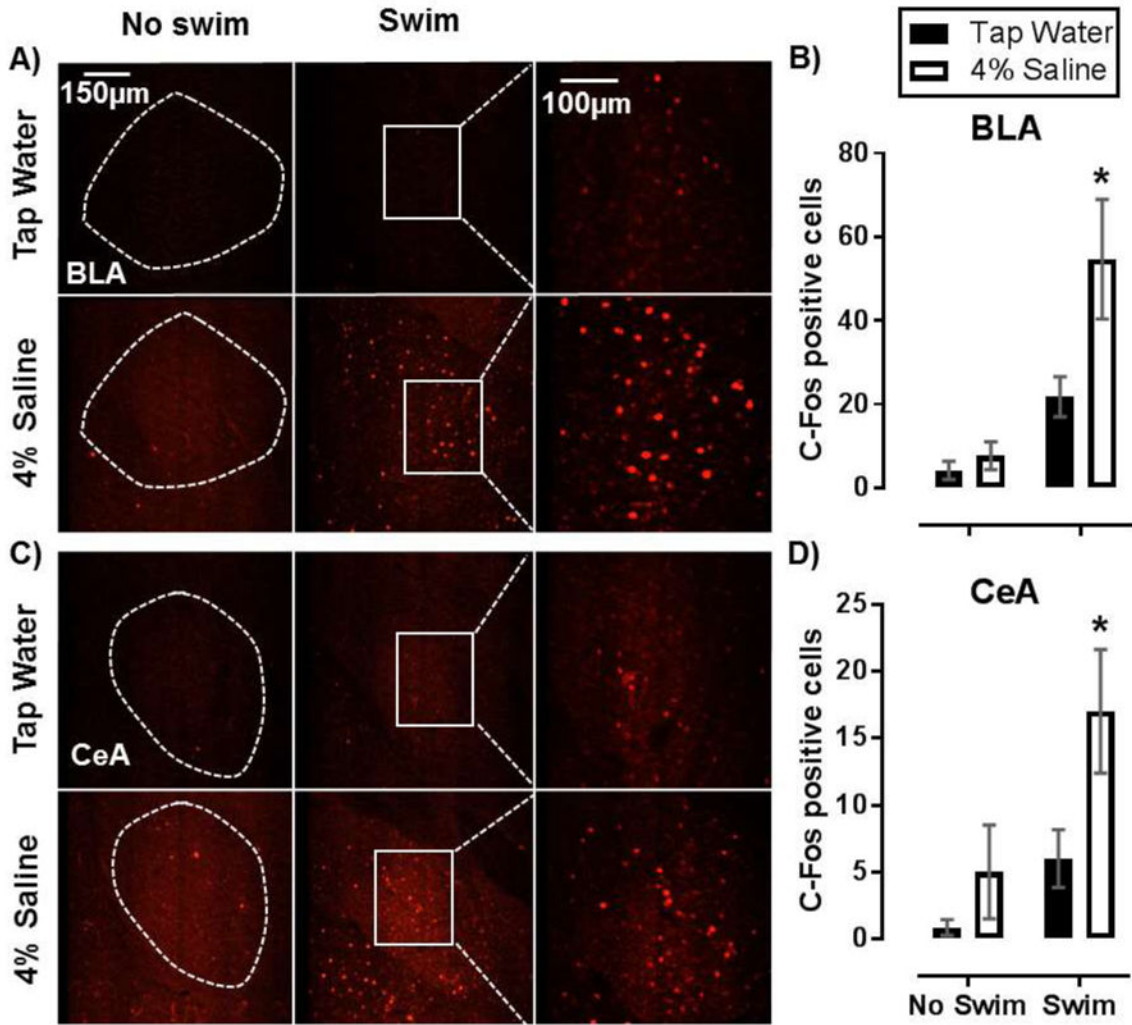 No swim
Swim
A)
Tap Water
150µm
100µm
BLA
4% Saline
C)
Tap Water
CeA
4% Saline
Tap Water
4% Saline
B)
BLA
C-Fos positive cells
80
60
40
20
0
*
D)
CeA
C-Fos positive cells
25
20
15
10
5
0
*
No Swim
Swim